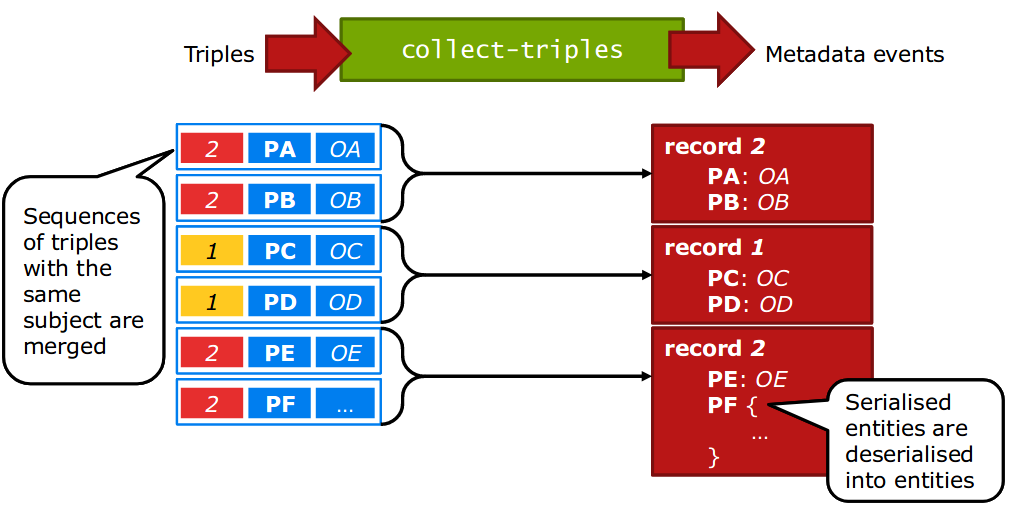 Triples
collect-triples
Metadata events
2 PA OA
2 PB OB
1 PC OC
1 PD OD
2 PE OE
2 PF ...
Sequences
of triples
with the
same
subject are
merged
record 2
PA: OA
PB: OB
record 1
PC: OC
PD: OD
record 2
PE: OE
PF {
...
}
Serialised
entities are
deserialised
into entities